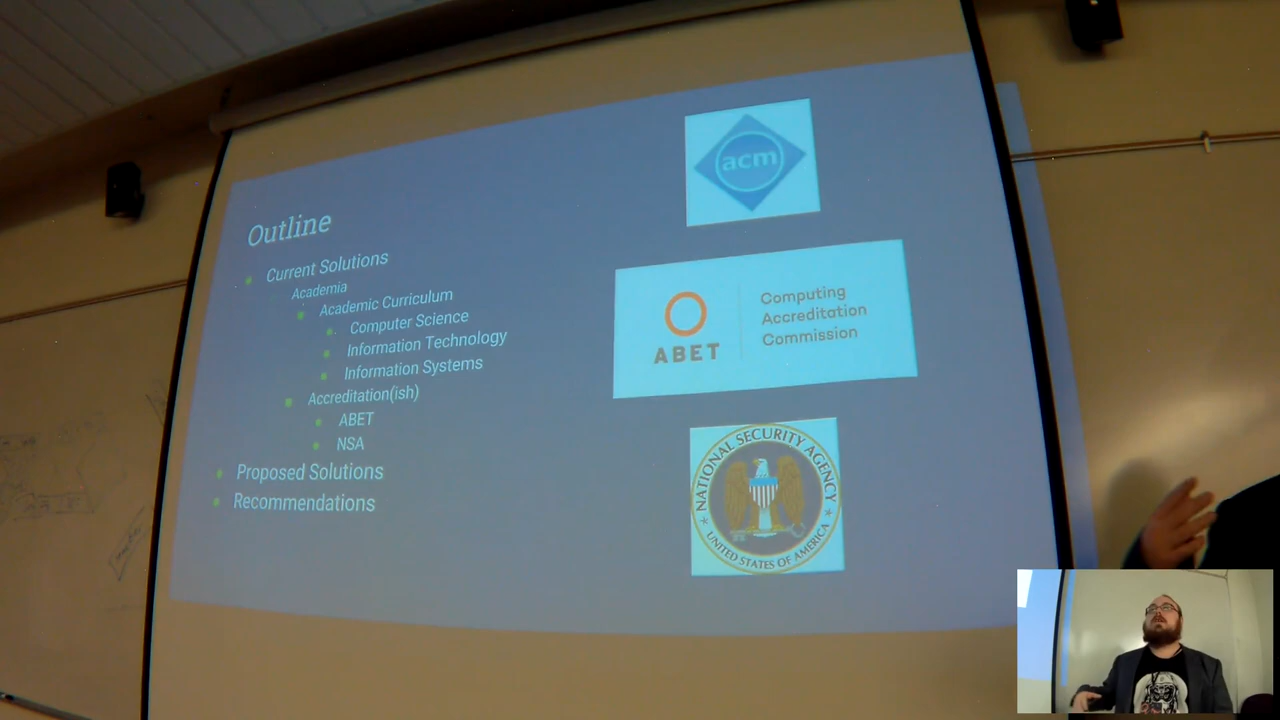 Outline
Current Solutions
Academia
Academic Curriculum
Computer Science
Information Technology
Information Systems
Accreditation(ish)
ABET
NSA
Proposed Solutions
Recommendations
acm
ABET
Computing
Accreditation
Commission
NATIONAL SECURITY AGENCY
UNITED STATES OF AMERICA